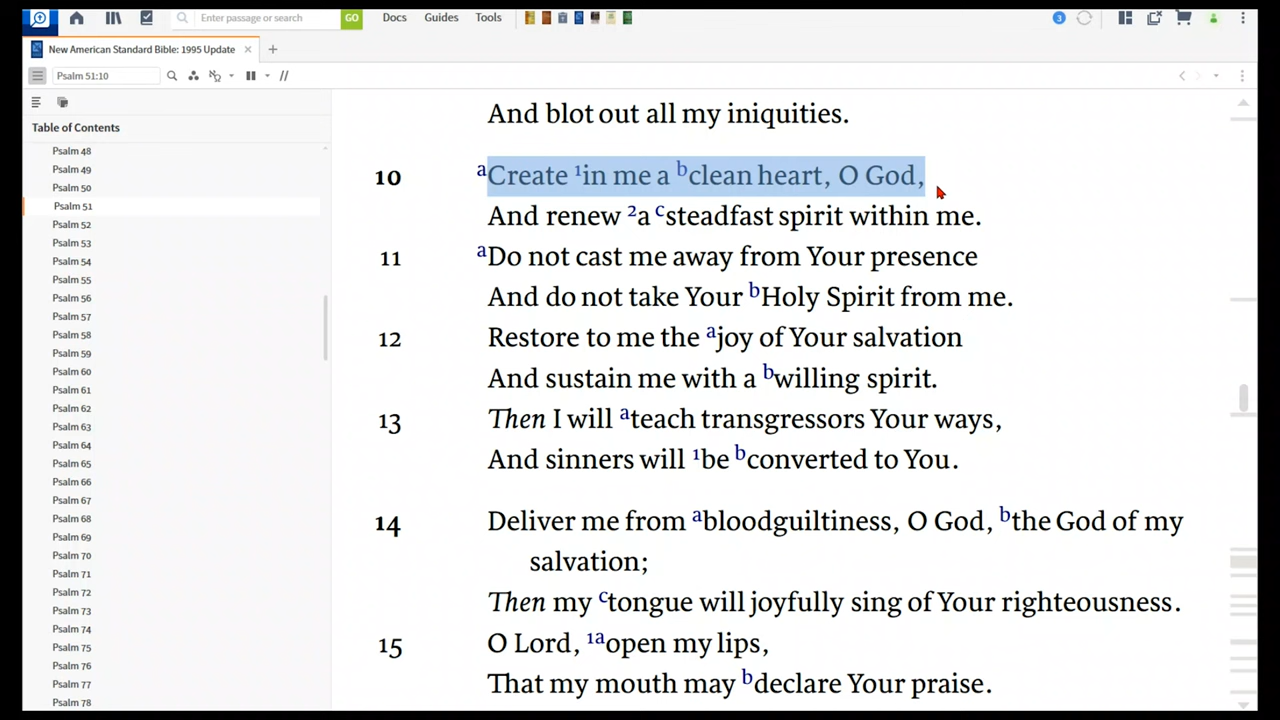 Enter passage or search GO Docs Guides Tools 3
New American Standard Bible: 1995 Update
Psalm 51:10
Table of Contents
Psalm 48
Psalm 49
Psalm 50
Psalm 51
Psalm 52
Psalm 53
Psalm 54
Psalm 55
Psalm 56
Psalm 57
Psalm 58
Psalm 59
Psalm 60
Psalm 61
Psalm 62
Psalm 63
Psalm 64
Psalm 65
Psalm 66
Psalm 67
Psalm 68
Psalm 69
Psalm 70
Psalm 71
Psalm 72
Psalm 73
Psalm 74
Psalm 75
Psalm 76
Psalm 77
Psalm 78
And blot out all my iniquities.
10 aCreate 1in me a bclean heart, O God,
And renew 2a csteadfast spirit within me.
11 aDo not cast me away from Your presence
And do not take Your bHoly Spirit from me.
12 Restore to me the ajoy of Your salvation
And sustain me with a bwilling spirit.
13 Then I will ateach transgressors Your ways,
And sinners will 1be bconverted to You.
14 Deliver me from abloodguiltiness, O God, bthe God of my
salvation;
Then my ctongue will joyfully sing of Your righteousness.
15 O Lord, 1aopen my lips,
That my mouth may bdeclare Your praise.